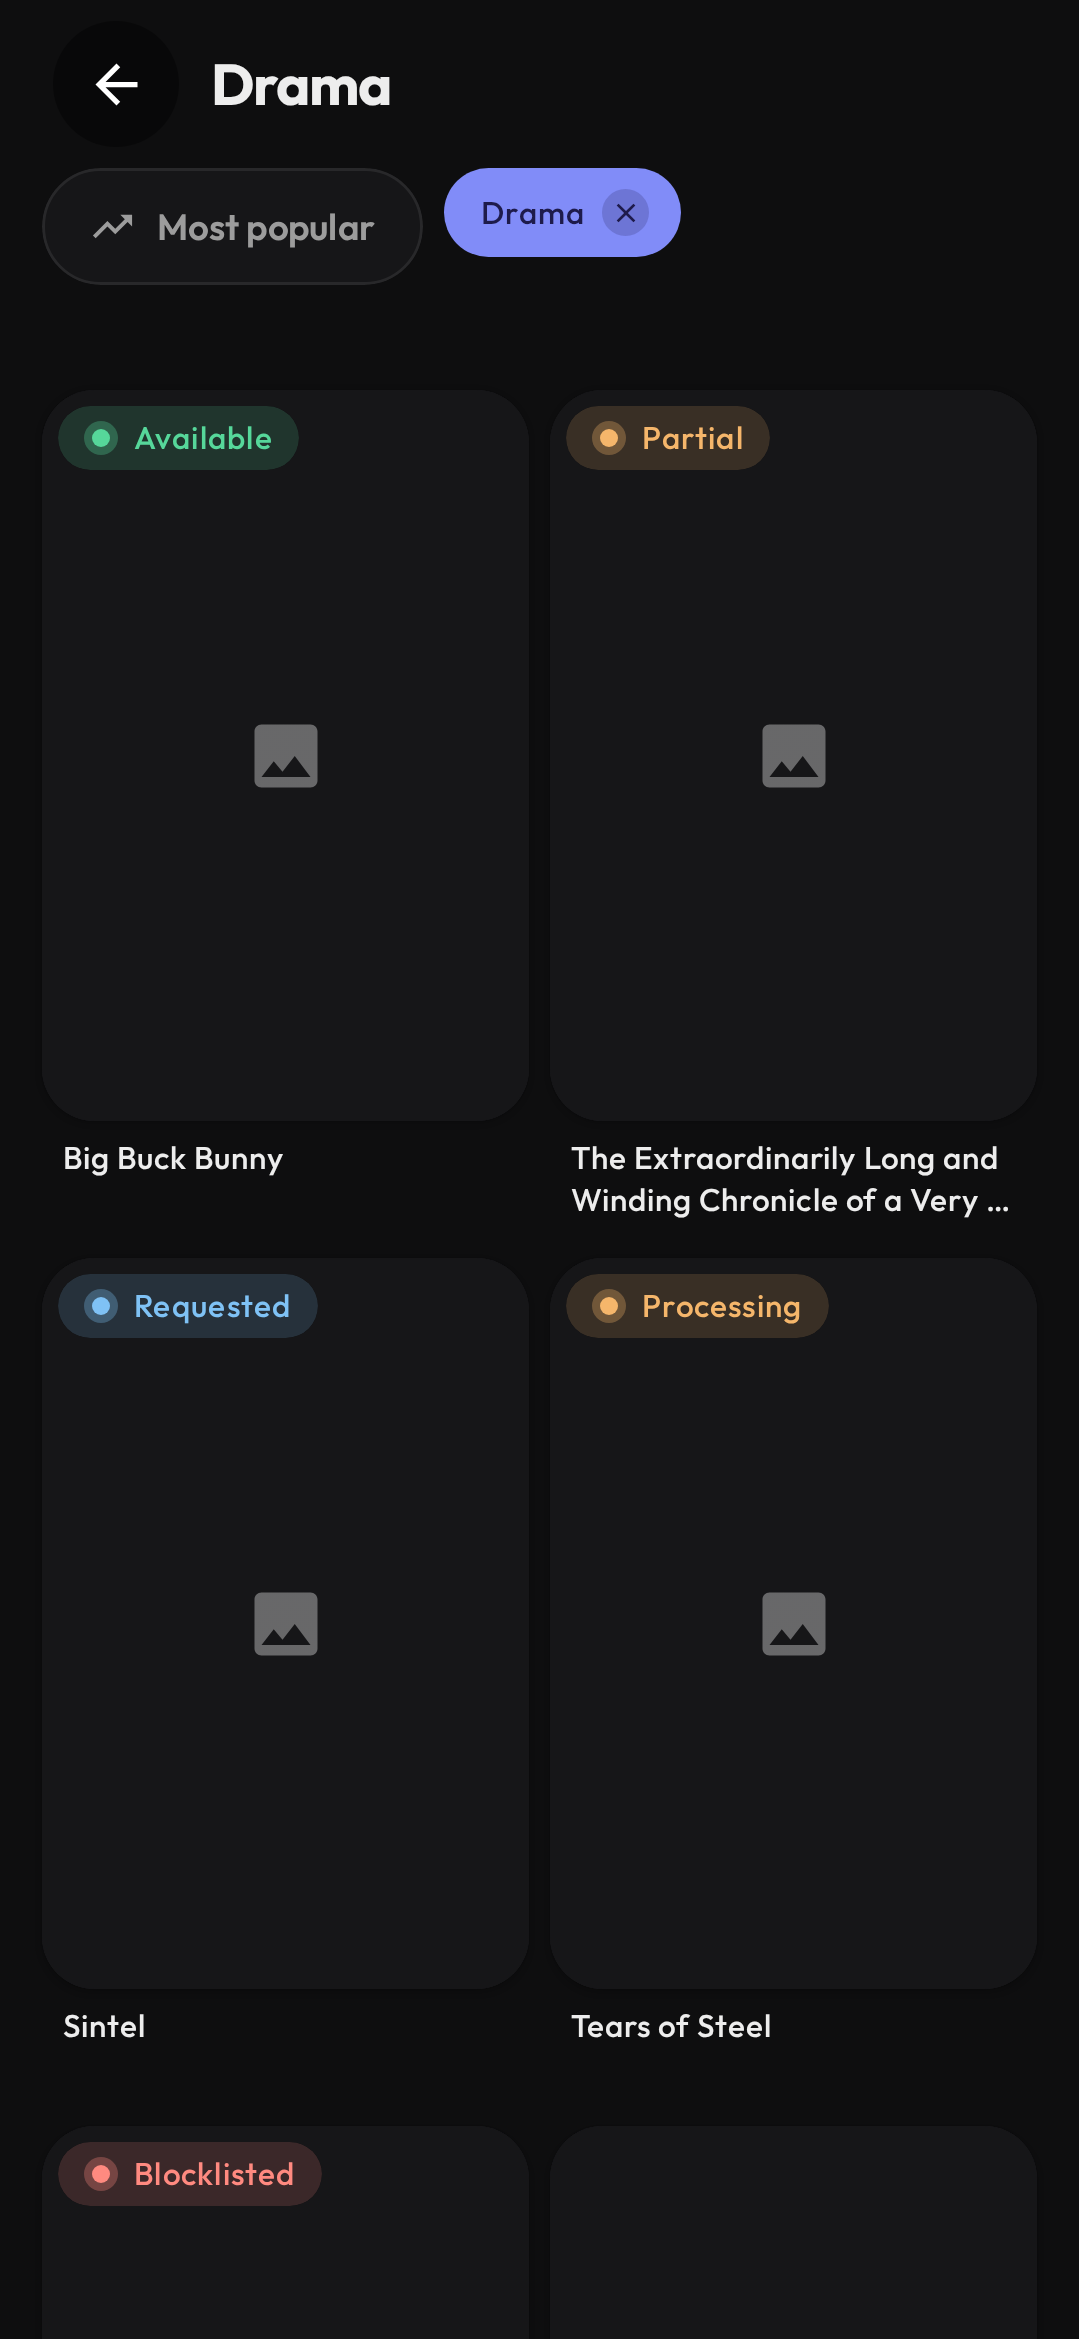 Drama
Most popular
Drama
Available
Partial
Big Buck Bunny
The Extraordinarily Long and
Winding Chronicle of a Very ...
Requested
Processing
Sintel
Tears of Steel
Blocklisted